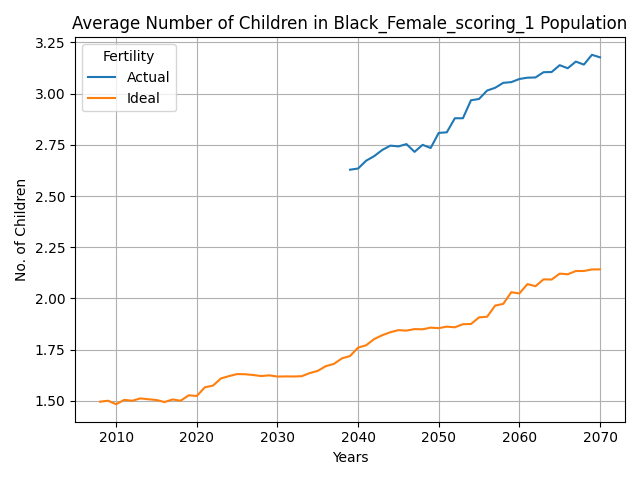 Average Number of Children in Black_Female_scoring_1 Population
3.25
3.00
2.75
2.50
2.25
2.00
1.75
1.50
No. of Children
Fertility
Actual
Ideal
2010 2020 2030 2040 2050 2060 2070
Years